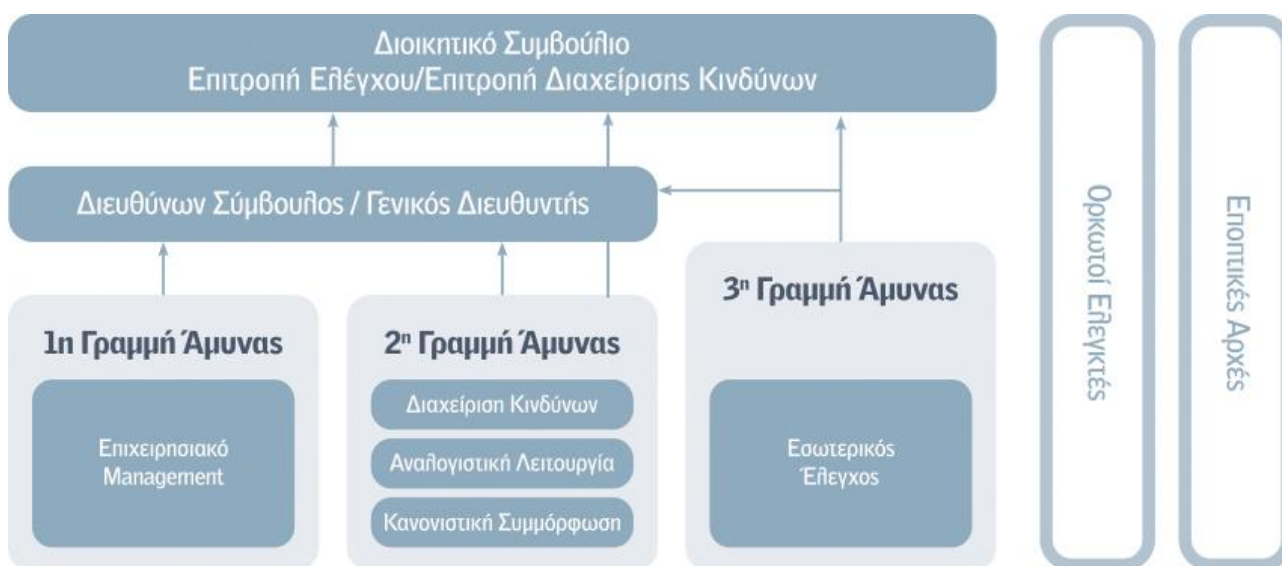 Διοικητικό Συμβούλιο
Επιτροπή Ελέγχου/Επιτροπή Διαχείρισης Κινδύνων
Διευθύνων Σύμβουλος / Γενικός Διευθυντής
1η Γραμμή Άμυνας
Επιχειρησιακό
Management
2η Γραμμή Άμυνας
Διαχείριση Κινδύνων
Αναλογιστική Λειτουργία
Κανονιστική Συμμόρφωση
3η Γραμμή Άμυνας
Εσωτερικός
Έλεγχος
Ορκωτοί Ελεγκτές
Εποπτικές Αρχές